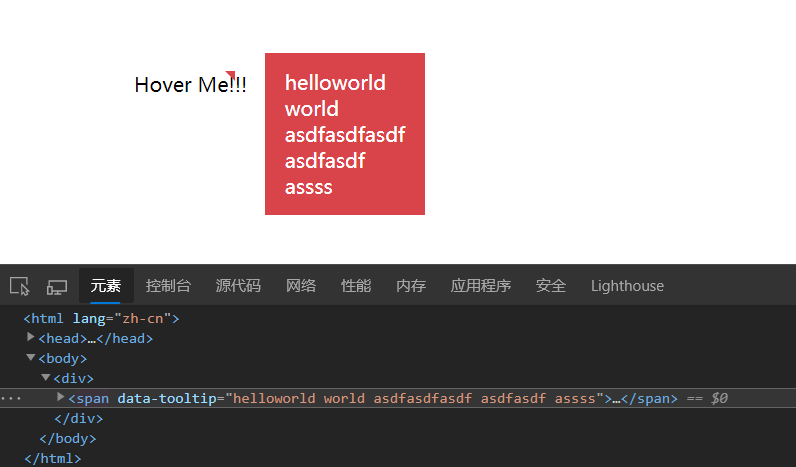 Hover Me!!!
helloworld
world
asdfasdfasdf
asdfasdf
assss
元素 控制台 源代码 网络 性能 内存 应用程序 安全 Lighthouse
<html lang="zh-cn">
<head>…</head>
<body>
<div>
<span data-tooltip="helloworld world asdfasdfasdf asdfasdf assss">…</span> == $0
</div>
</body>
</html>